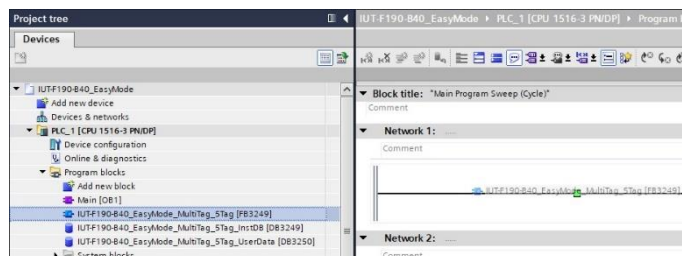 Project tree
Devices
IUT-F190-B40_EasyMode
Add new device
Devices & networks
PLC_1 [CPU 1516-3 PN/DP]
Device configuration
Online & diagnostics
Program blocks
Add new block
Main [OB1]
IUT-F190-B40_EasyMode_MultiTag_5Tag [FB3249]
IUT-F190-B40_EasyMode_MultiTag_5Tag_InstDB [DB3249]
IUT-F190-B40_EasyMode_MultiTag_5Tag_UserData [DB3250]
System blocks
IUT-F190-B40_EasyMode PLC_1 [CPU 1516-3 PN/DP] Program
Block title: "Main Program Sweep (Cycle)"
Comment
Network 1:
Comment
IUT-F190-B40_EasyMode_MultiTag_5Tag [FB3249]
Network 2:
Comment